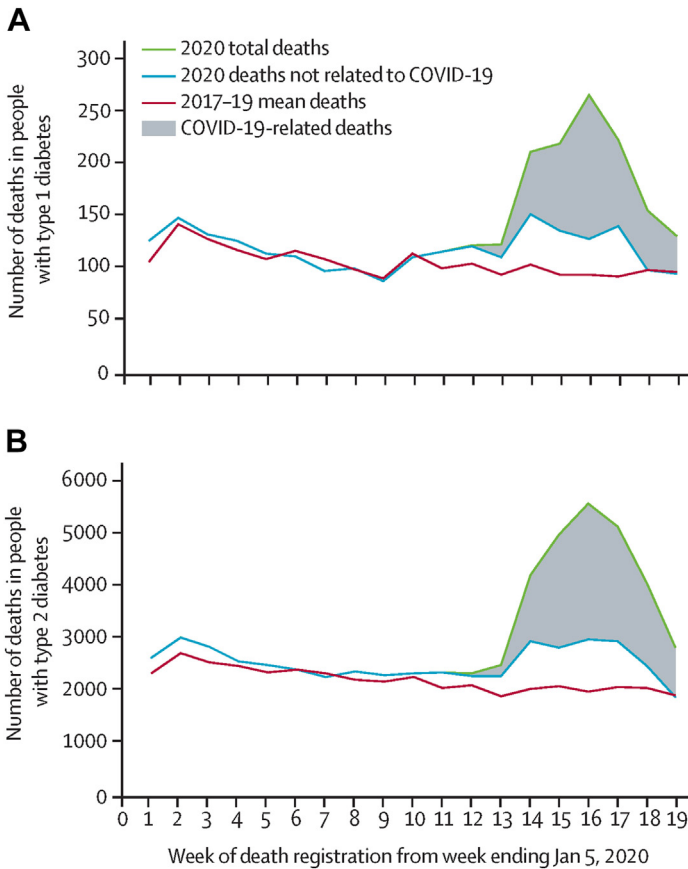 A
300
250
200
150
100
50
0
Number of deaths in people
with type 1 diabetes
2020 total deaths
2020 deaths not related to COVID-19
2017–19 mean deaths
COVID-19-related deaths
B
6000
5000
4000
3000
2000
1000
0
Number of deaths in people
with type 2 diabetes
0 1 2 3 4 5 6 7 8 9 10 11 12 13 14 15 16 17 18 19
Week of death registration from week ending Jan 5, 2020